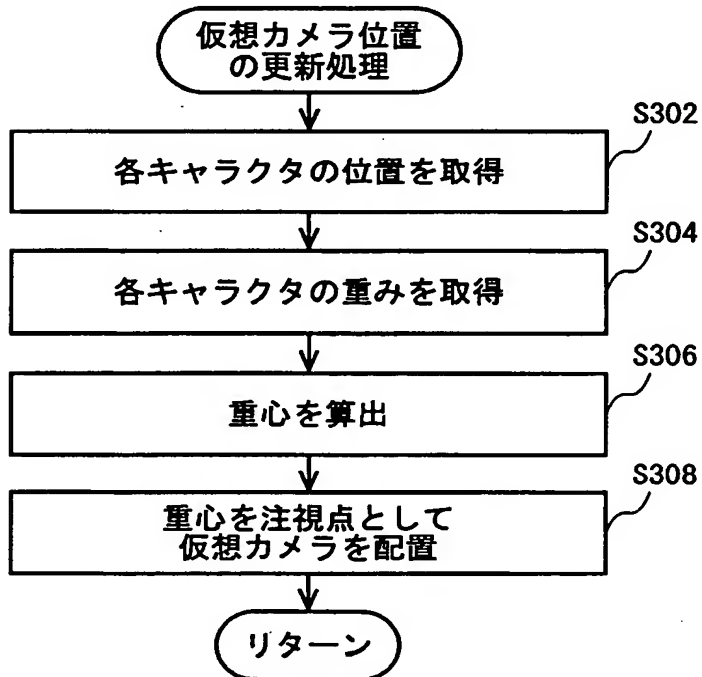 仮想カメラ位置
の更新処理
S302
各キャラクタの位置を取得
S304
各キャラクタの重みを取得
S306
重心を算出
S308
重心を注視点として
仮想カメラを配置
リターン